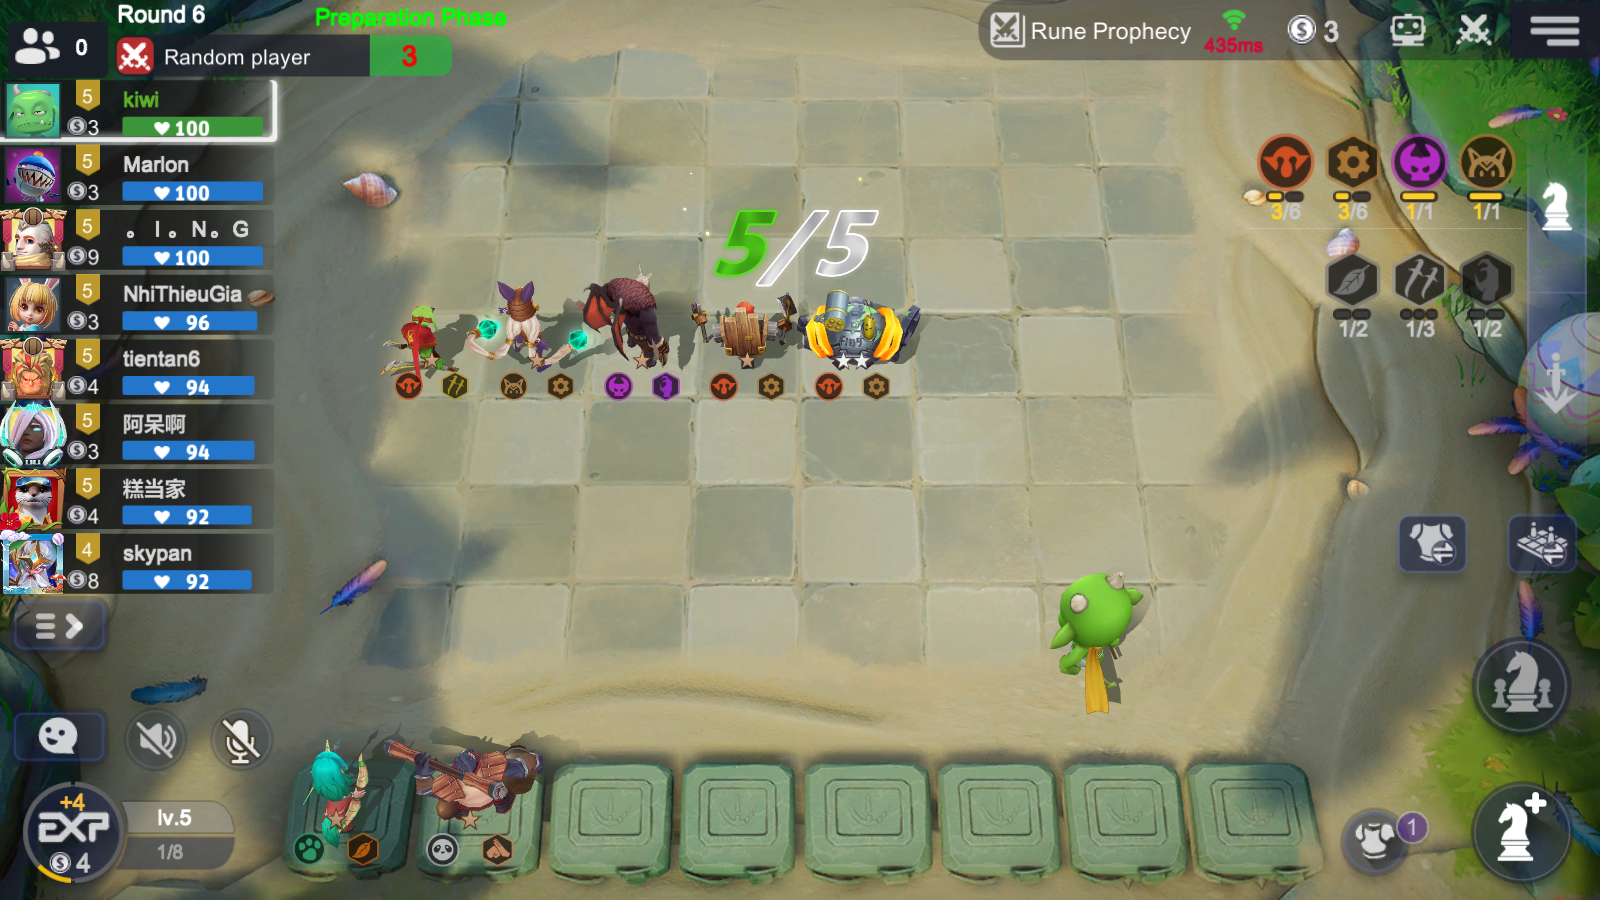 Round 6
Preparation Phase
0
Random player
3
Rune Prophecy
435ms
3
5
kiwi
3
100
5
Marlon
3
100
5
。I。N。G
9
100
5
NhiThieuGia
3
96
5
tientan6
4
94
5
阿呆啊
3
94
5
糕当家
4
92
4
skypan
8
92
5/5
3/6
3/6
1/1
1/1
1/2
1/3
1/2
+4
EXP
4
lv.5
1/8
1